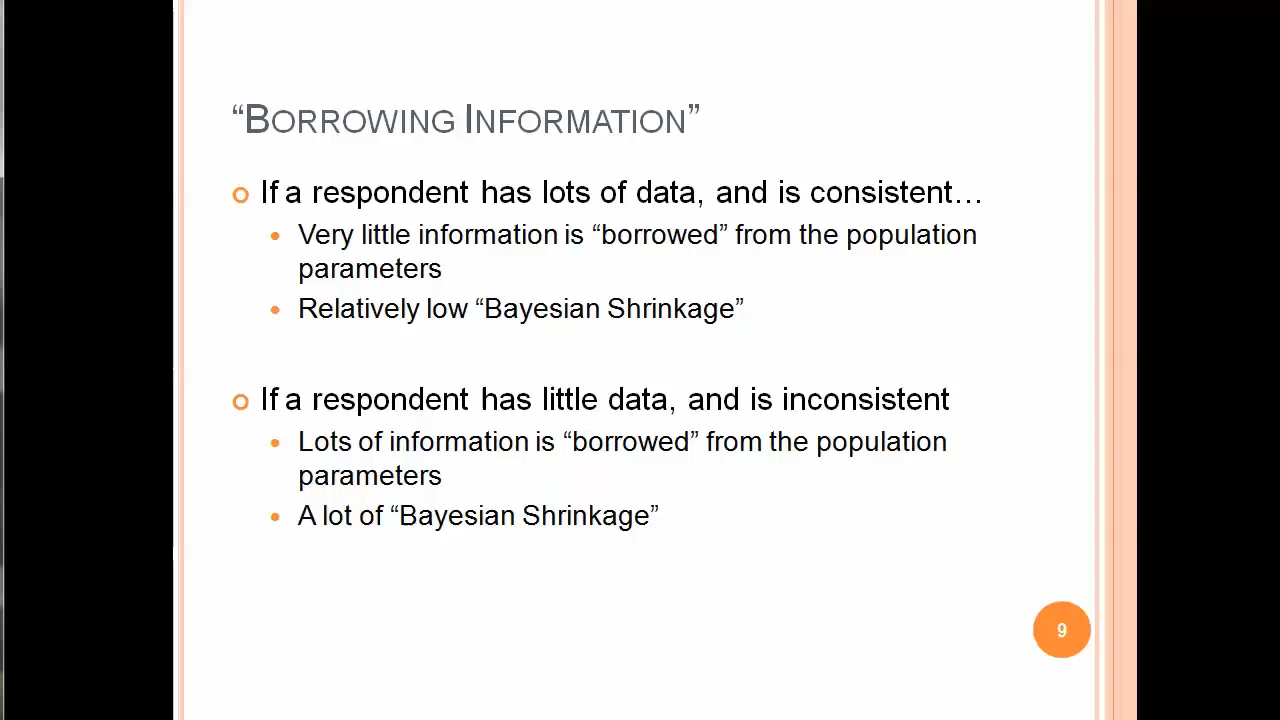 “BORROWING INFORMATION”
If a respondent has lots of data, and is consistent…
Very little information is “borrowed” from the population
parameters
Relatively low “Bayesian Shrinkage”
If a respondent has little data, and is inconsistent
Lots of information is “borrowed” from the population
parameters
A lot of “Bayesian Shrinkage”
9